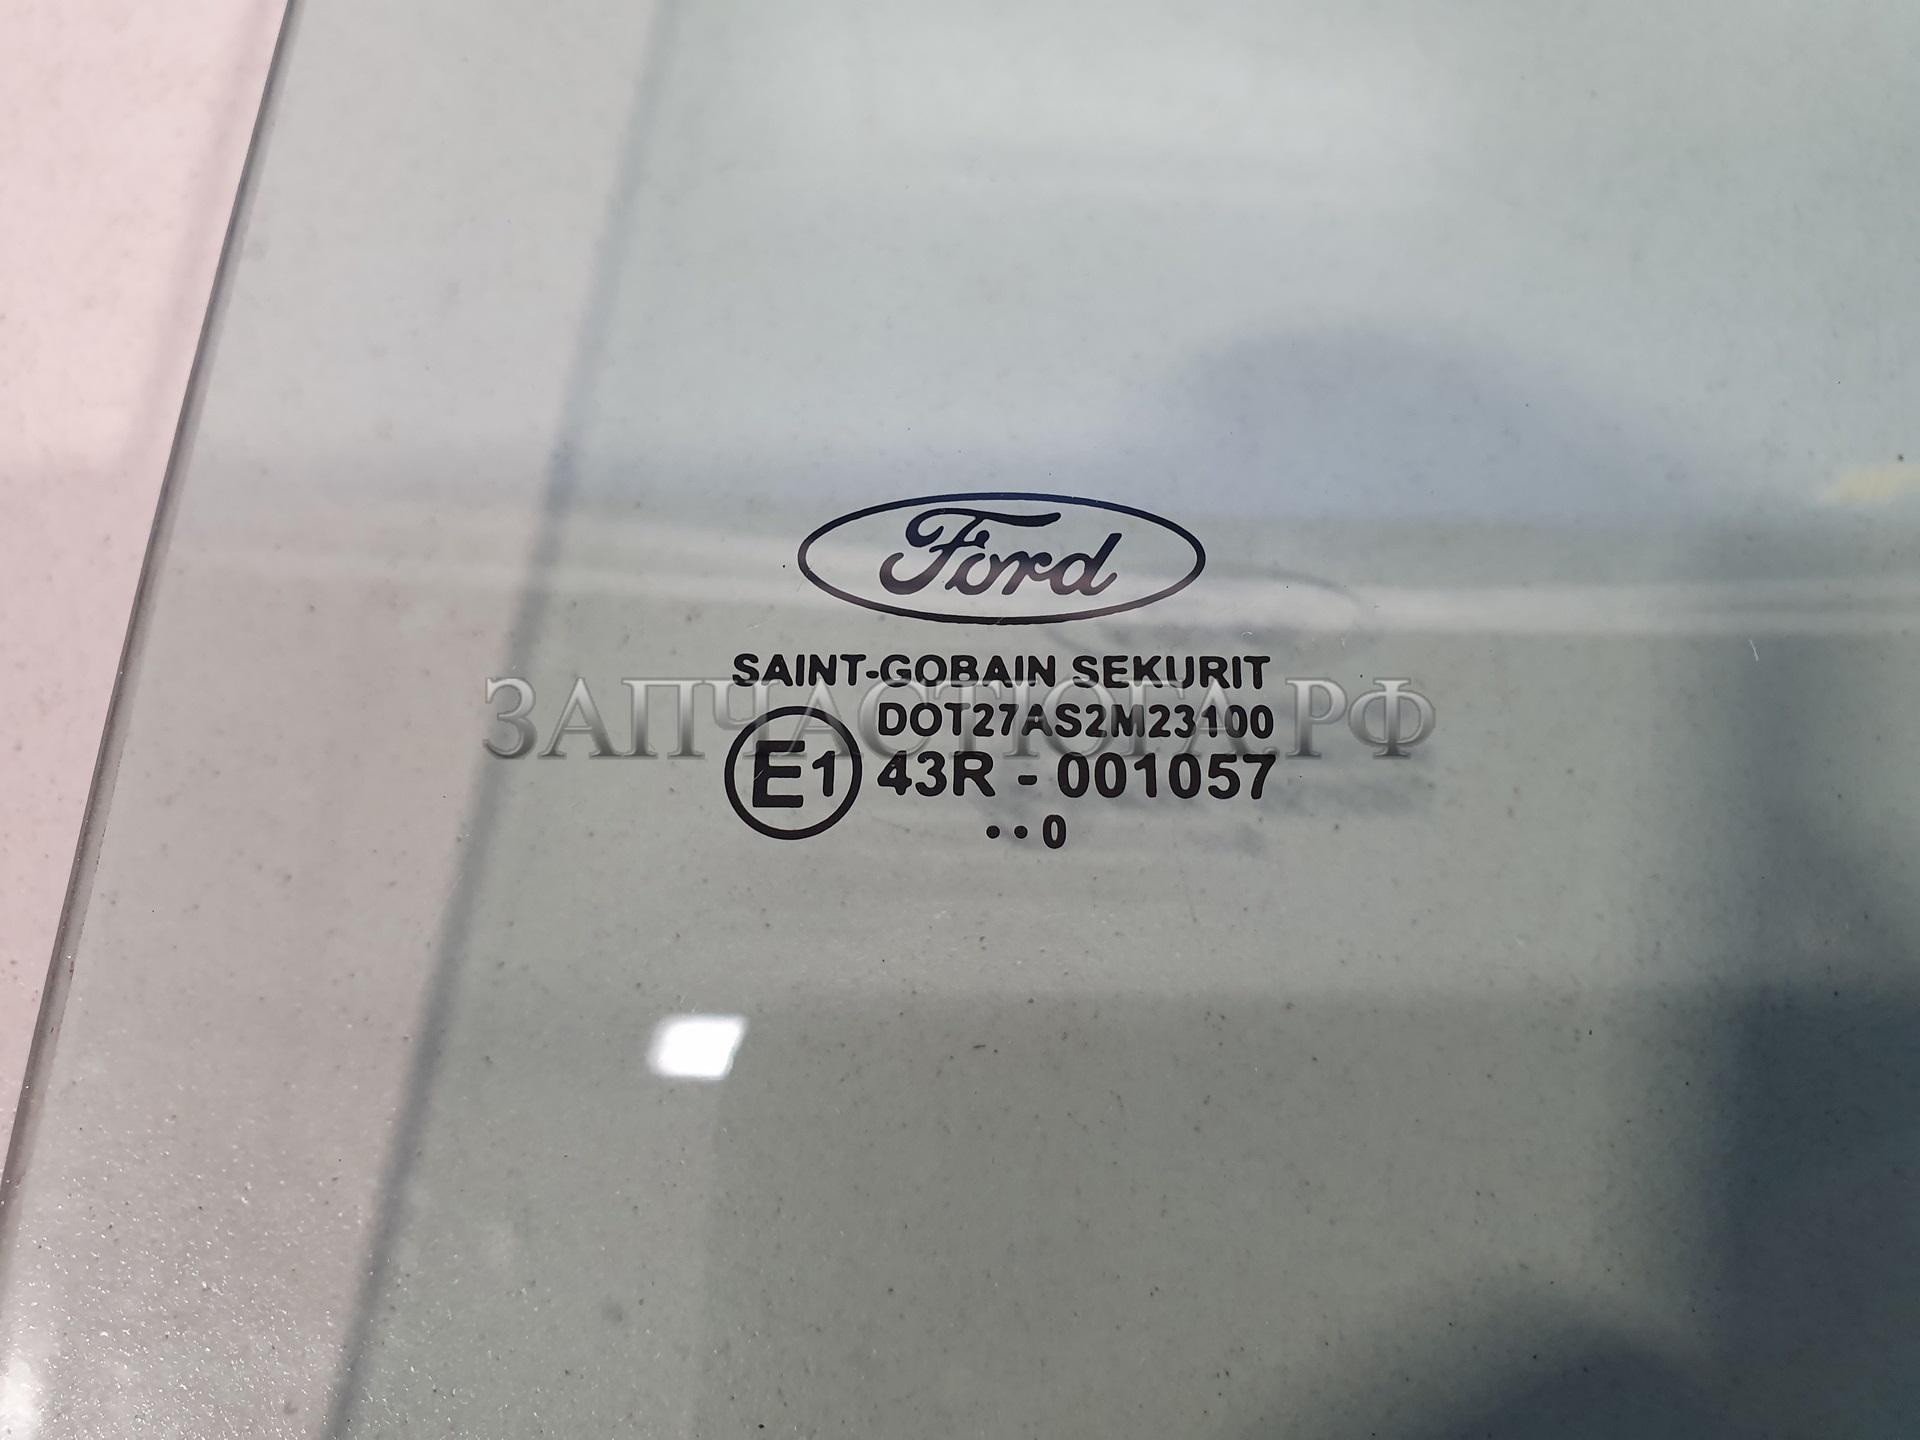 Ford
SAINT-GOBAIN SEKURIT
ЗАПЧАСТЮГА.РФ
DOT27AS2M23100
E1 43R - 001057
••0